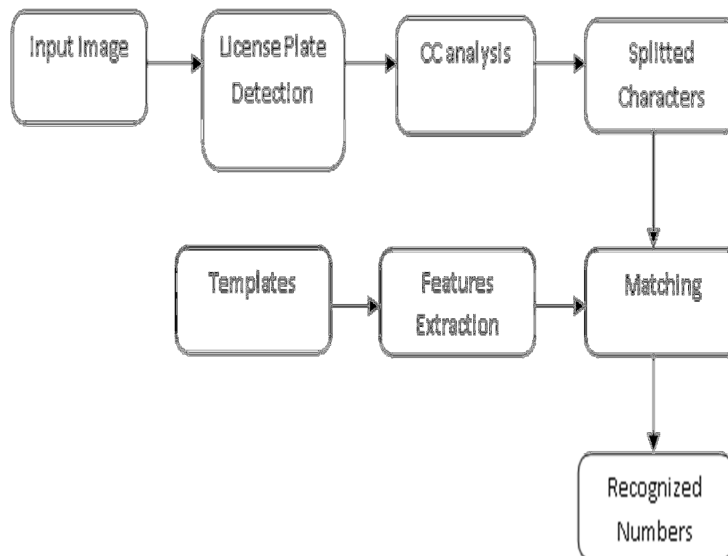 Input Image
License Plate
Detection
CC analysis
Splitted
Characters
Templates
Features
Extraction
Matching
Recognized
Numbers